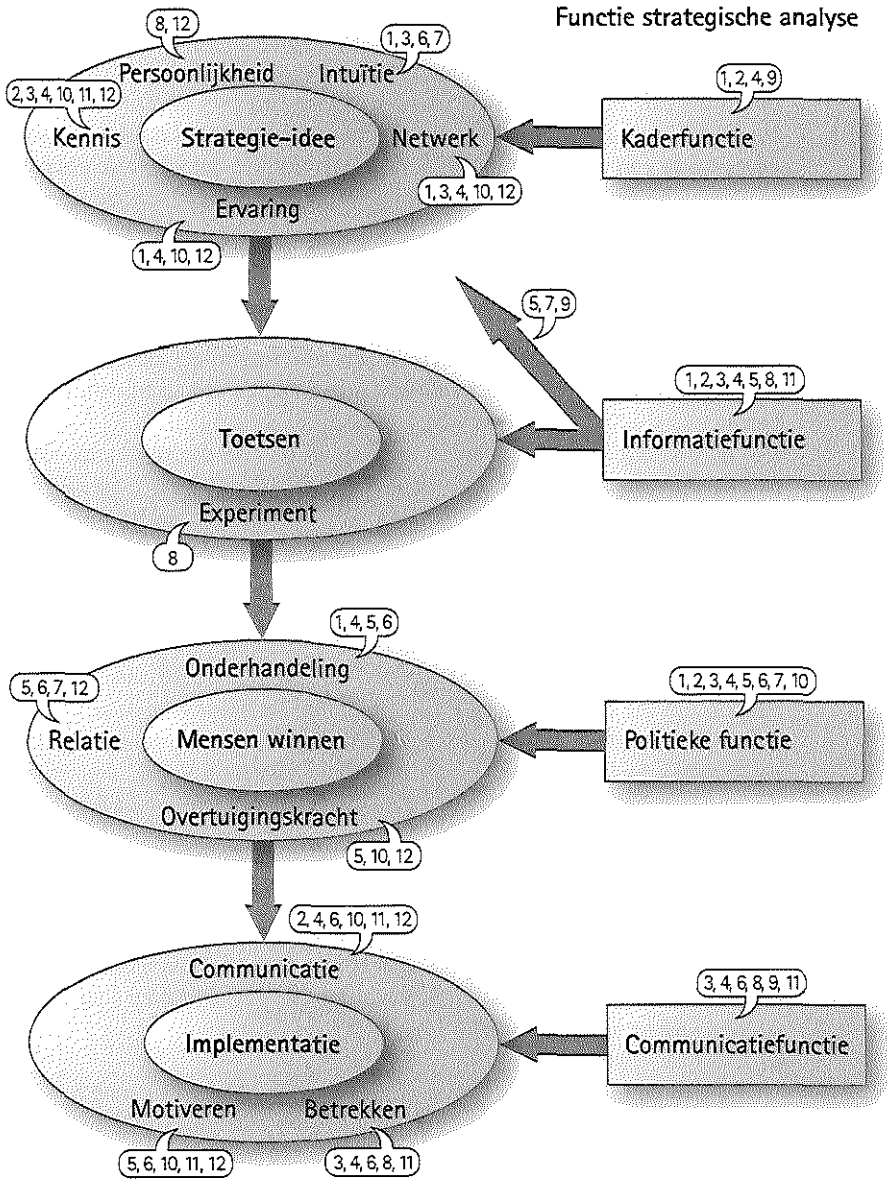 Functie strategische analyse
8, 12
1, 3, 6, 7
Persoonlijkheid
Intuïtie
2, 3, 4, 10, 11, 12
1, 2, 4, 9
Kennis
Strategie-idee
Netwerk
Kaderfunctie
1, 3, 4, 10, 12
Ervaring
1, 4, 10, 12
5, 7, 9
1, 2, 3, 4, 5, 8, 11
Toetsen
Informatiefunctie
Experiment
8
1, 4, 5, 6
Onderhandeling
5, 6, 7, 12
1, 2, 3, 4, 5, 6, 7, 10
Relatie
Mensen winnen
Politieke functie
Overtuigingskracht
5, 10, 12
2, 4, 6, 10, 11, 12
Communicatie
3, 4, 6, 8, 9, 11
Implementatie
Communicatiefunctie
Motiveren
Betrekken
5, 6, 10, 11, 12
3, 4, 6, 8, 11